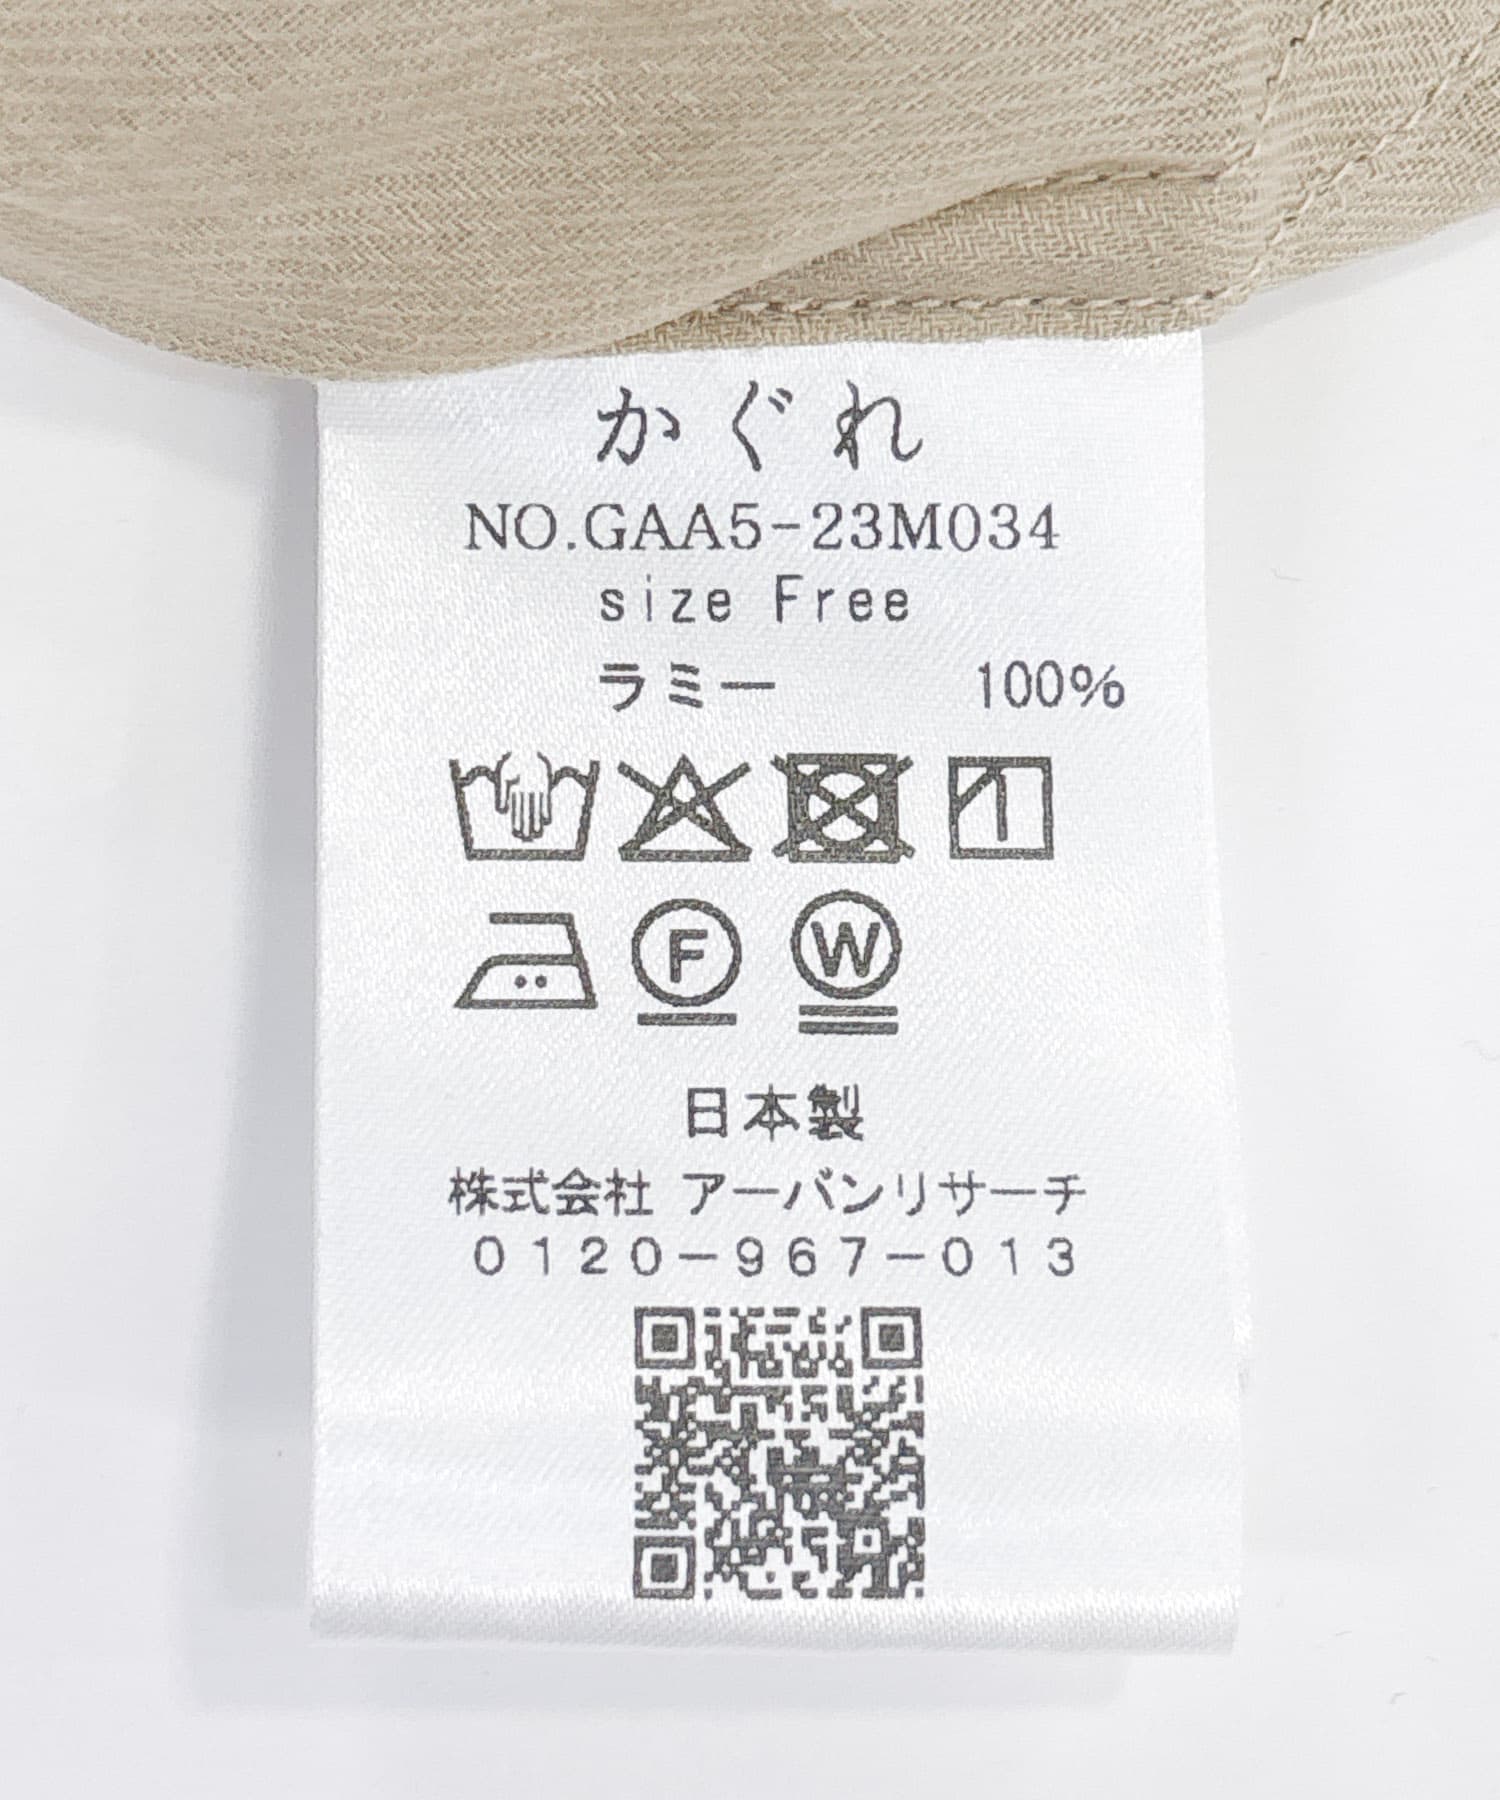 かぐれ
NO.GAA5-23M034
size Free
ラミー 100%
F W
日本製
株式会社 アーバンリサーチ
0120-967-013